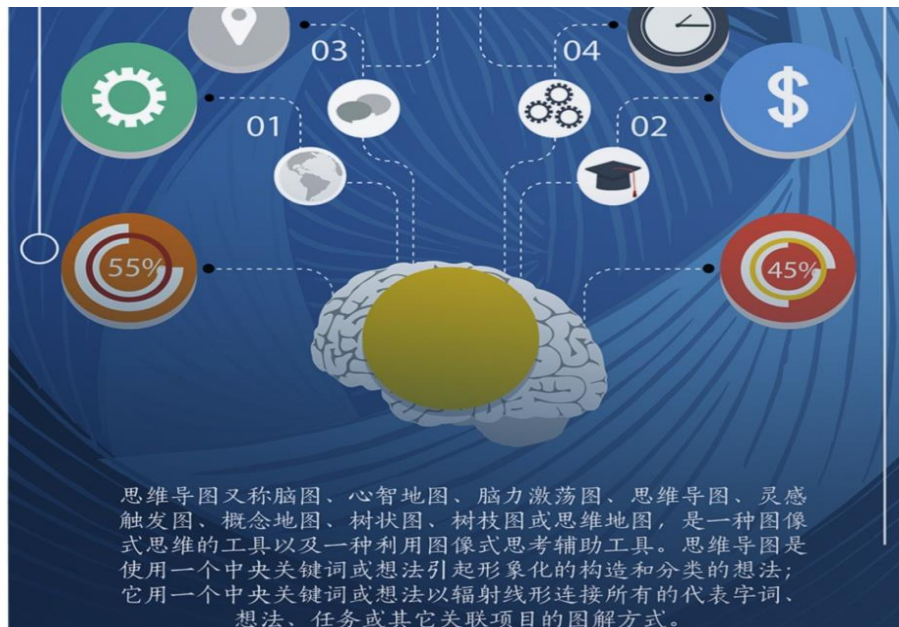 03
04
01
02
55%
45%
思维导图又称脑图、心智地图、脑力激荡图、思维导图、灵感
触发图、概念地图、树状图、树枝图或思维地图，是一种图像
式思维的工具以及一种利用图像式思考辅助工具。思维导图是
使用一个中央关键词或想法引起形象化的构造和分类的想法；
它用一个中央关键词或想法以辐射线形连接所有的代表字词、
想法、任务或其它关联项目的图解方式。